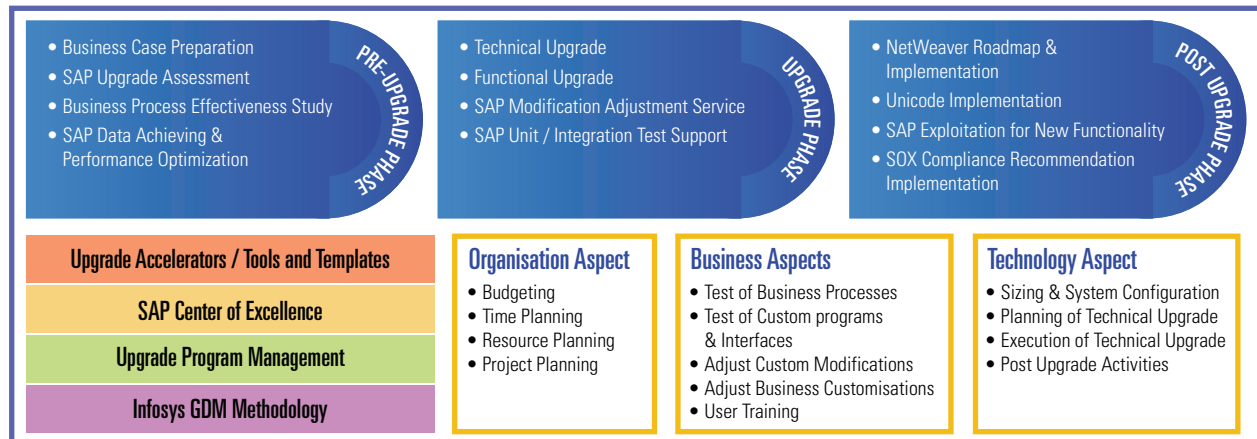 • Business Case Preparation
• SAP Upgrade Assessment
• Business Process Effectiveness Study
• SAP Data Achieving &
Performance Optimization
PRE-UPGRADE PHASE
• Technical Upgrade
• Functional Upgrade
• SAP Modification Adjustment Service
• SAP Unit / Integration Test Support
UPGRADE PHASE
• NetWeaver Roadmap &
Implementation
• Unicode Implementation
• SAP Exploitation for New Functionality
• SOX Compliance Recommendation
Implementation
POST UPGRADE PHASE
Upgrade Accelerators / Tools and Templates
SAP Center of Excellence
Upgrade Program Management
Infosys GDM Methodology
Organisation Aspect
• Budgeting
• Time Planning
• Resource Planning
• Project Planning
Business Aspects
• Test of Business Processes
• Test of Custom programs
& Interfaces
• Adjust Custom Modifications
• Adjust Business Customisations
• User Training
Technology Aspect
• Sizing & System Configuration
• Planning of Technical Upgrade
• Execution of Technical Upgrade
• Post Upgrade Activities